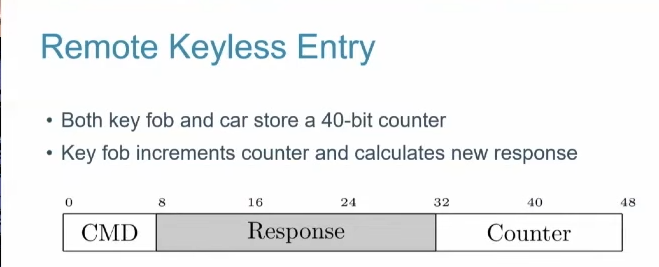 Remote Keyless Entry
• Both key fob and car store a 40-bit counter
• Key fob increments counter and calculates new response
0 8 16 24 32 40 48
CMD Response Counter